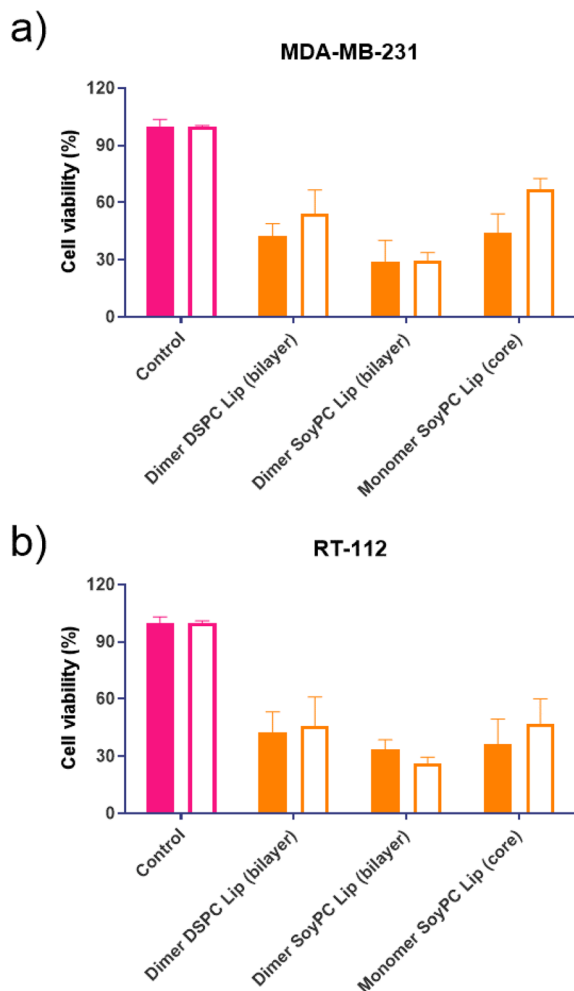 a)
MDA-MB-231
Cell viability (%)
120
90
60
30
0
Control
Dimer DSPC Lip (bilayer)
Dimer SoyPC Lip (bilayer)
Monomer SoyPC Lip (core)
b)
RT-112
Cell viability (%)
120
90
60
30
0
Control
Dimer DSPC Lip (bilayer)
Dimer SoyPC Lip (bilayer)
Monomer SoyPC Lip (core)